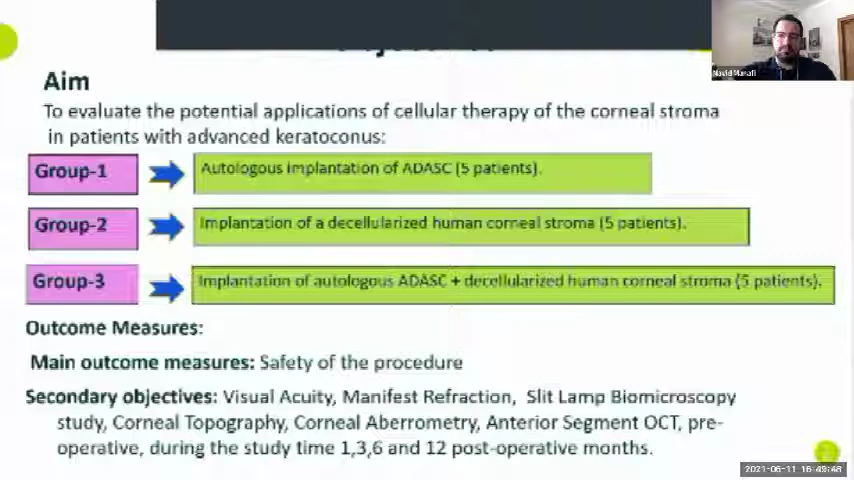 Aim
To evaluate the potential applications of cellular therapy of the corneal stroma
in patients with advanced keratoconus:
Group-1 Autologous implantation of ADASC (5 patients).
Group-2 Implantation of a decellularized human corneal stroma (5 patients).
Group-3 Implantation of autologous ADASC + decellularized human corneal stroma (5 patients).
Outcome Measures:
Main outcome measures: Safety of the procedure
Secondary objectives: Visual Acuity, Manifest Refraction, Slit Lamp Biomicroscopy
study, Corneal Topography, Corneal Aberrometry, Anterior Segment OCT, pre-
operative, during the study time 1,3,6 and 12 post-operative months.
Navid Manafi
2021-06-11 16:49:48